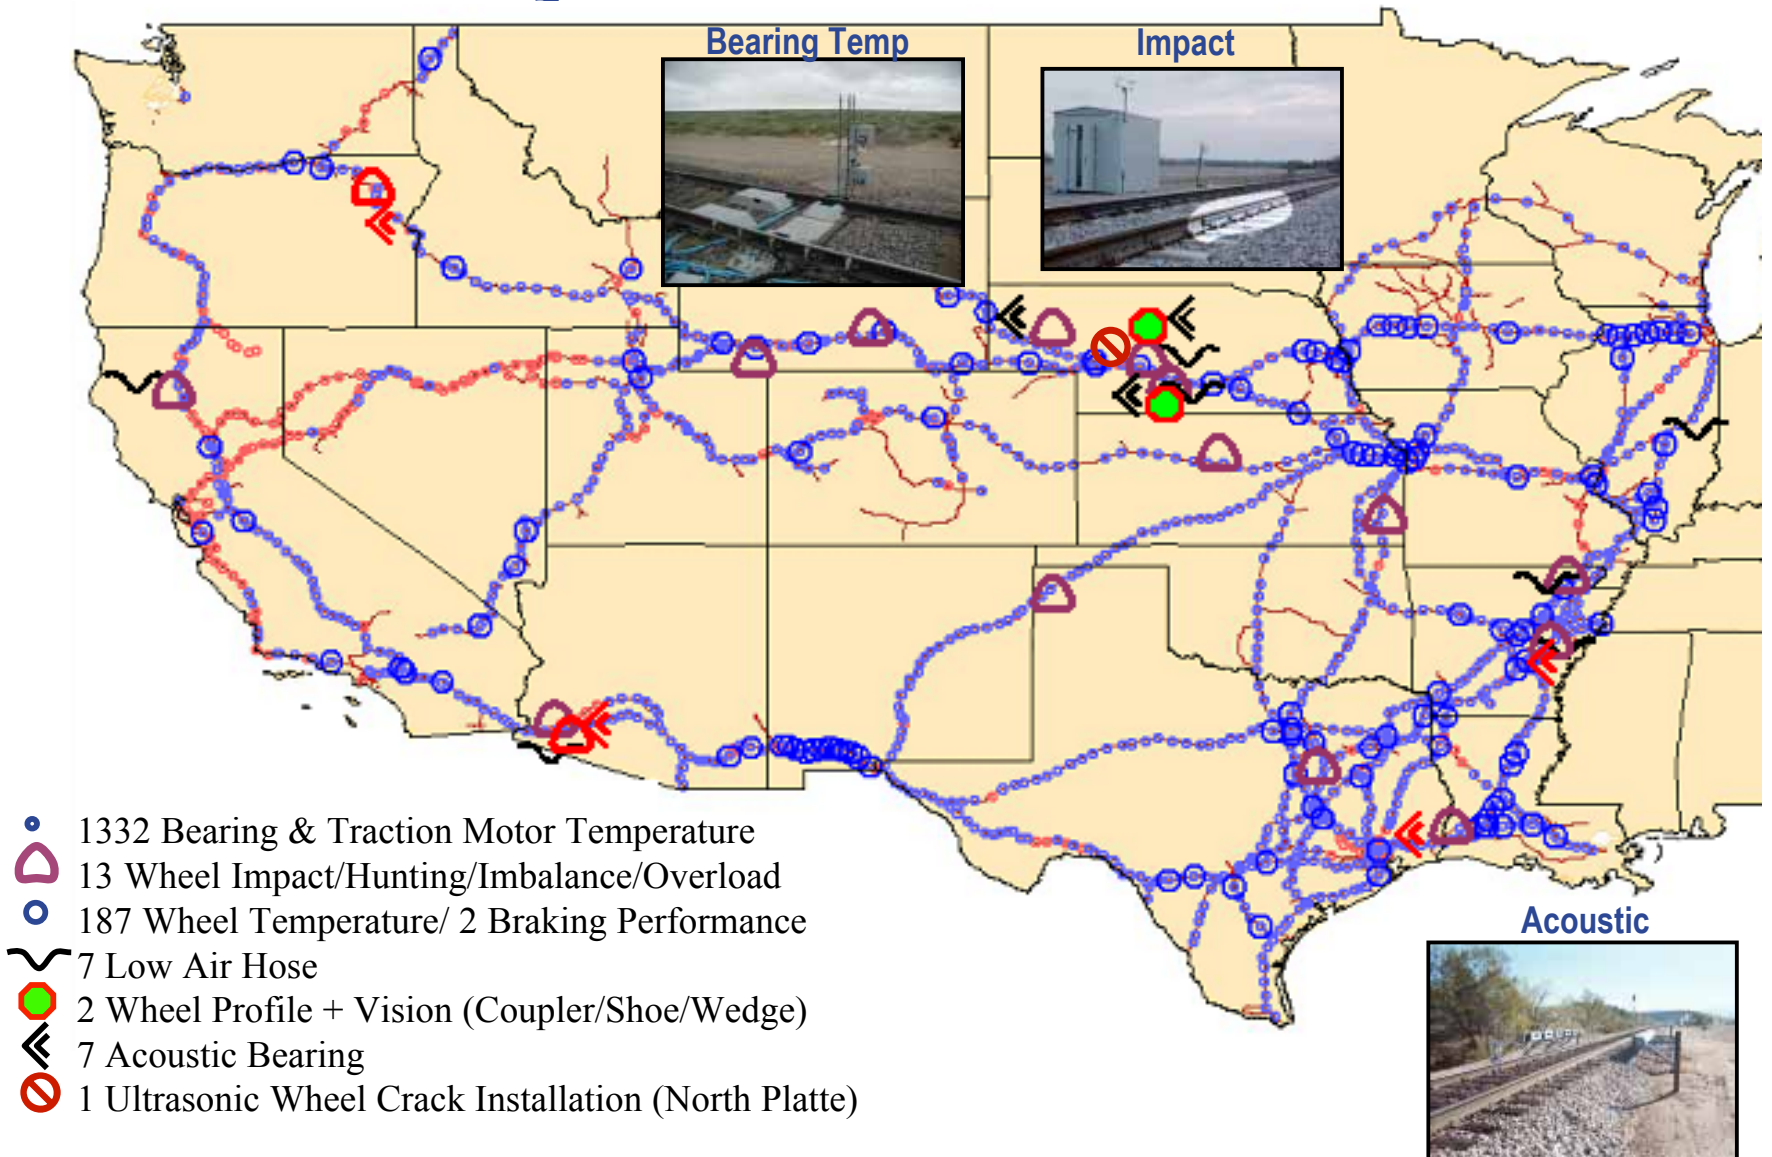 Bearing Temp
Impact
1332 Bearing & Traction Motor Temperature
13 Wheel Impact/Hunting/Imbalance/Overload
187 Wheel Temperature/ 2 Braking Performance
7 Low Air Hose
2 Wheel Profile + Vision (Coupler/Shoe/Wedge)
7 Acoustic Bearing
1 Ultrasonic Wheel Crack Installation (North Platte)
Acoustic